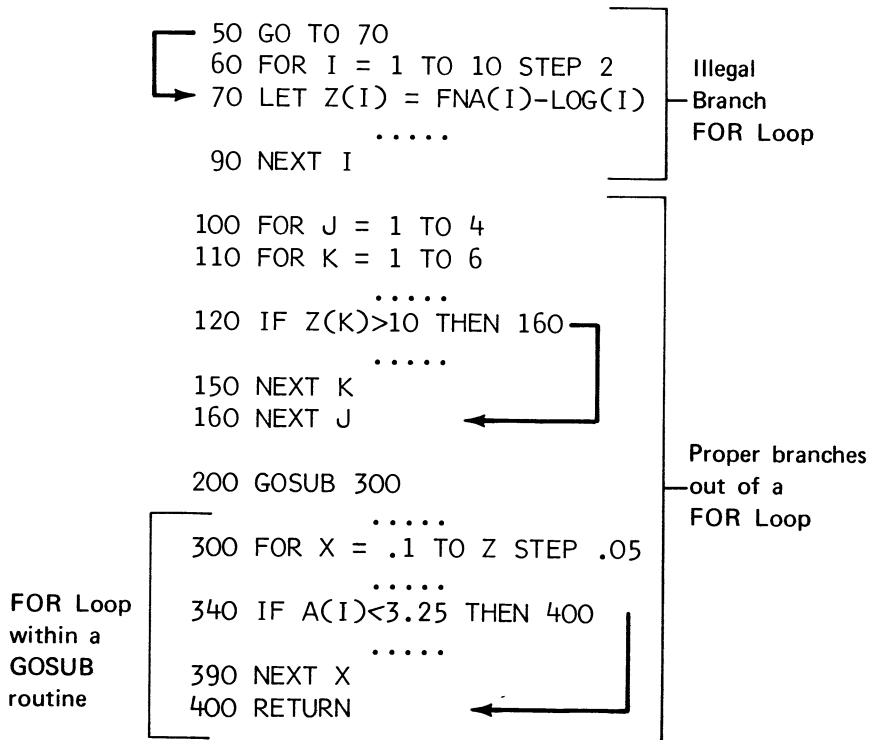 50 GO TO 70
60 FOR I = 1 TO 10 STEP 2
70 LET Z(I) = FNA(I)-LOG(I)
.....
90 NEXT I
Illegal
Branch
FOR Loop
100 FOR J = 1 TO 4
110 FOR K = 1 TO 6
.....
120 IF Z(K)>10 THEN 160
.....
150 NEXT K
160 NEXT J
200 GOSUB 300
.....
300 FOR X = .1 TO Z STEP .05
.....
340 IF A(I)<3.25 THEN 400
.....
390 NEXT X
400 RETURN
Proper branches
out of a
FOR Loop
FOR Loop
within a
GOSUB
routine